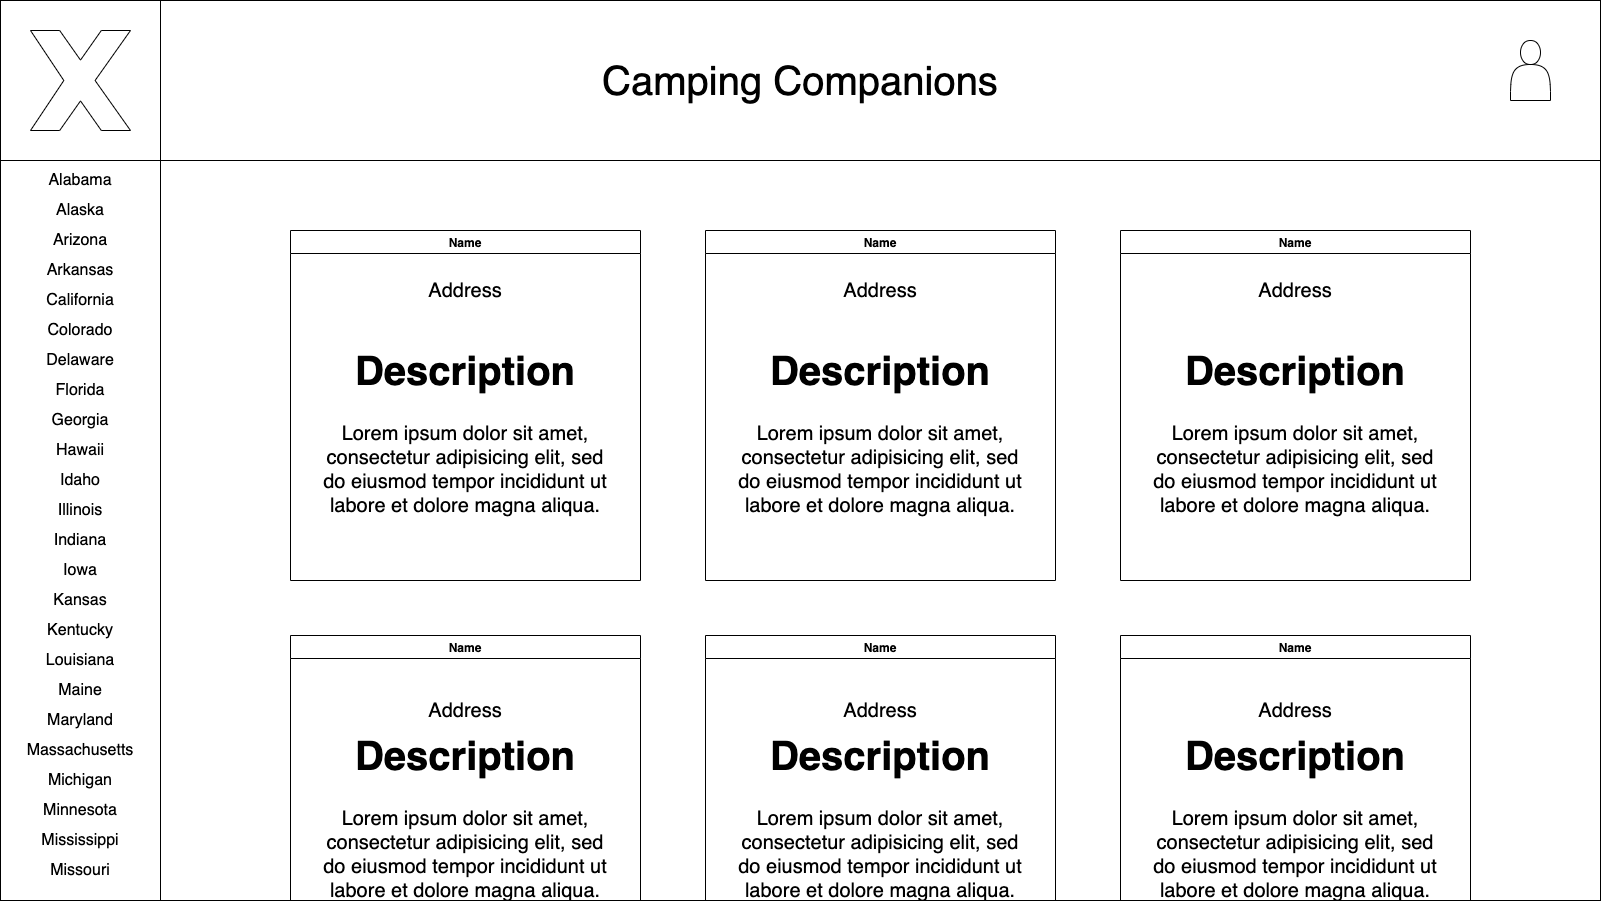 X
Camping Companions
Alabama
Alaska
Arizona
Arkansas
California
Colorado
Delaware
Florida
Georgia
Hawaii
Idaho
Illinois
Indiana
Iowa
Kansas
Kentucky
Louisiana
Maine
Maryland
Massachusetts
Michigan
Minnesota
Mississippi
Missouri
Name
Address
Description
Lorem ipsum dolor sit amet,
consectetur adipisicing elit, sed
do eiusmod tempor incididunt ut
labore et dolore magna aliqua.
Name
Address
Description
Lorem ipsum dolor sit amet,
consectetur adipisicing elit, sed
do eiusmod tempor incididunt ut
labore et dolore magna aliqua.
Name
Address
Description
Lorem ipsum dolor sit amet,
consectetur adipisicing elit, sed
do eiusmod tempor incididunt ut
labore et dolore magna aliqua.
Name
Address
Description
Lorem ipsum dolor sit amet,
consectetur adipisicing elit, sed
do eiusmod tempor incididunt ut
labore et dolore magna aliqua.
Name
Address
Description
Lorem ipsum dolor sit amet,
consectetur adipisicing elit, sed
do eiusmod tempor incididunt ut
labore et dolore magna aliqua.
Name
Address
Description
Lorem ipsum dolor sit amet,
consectetur adipisicing elit, sed
do eiusmod tempor incididunt ut
labore et dolore magna aliqua.